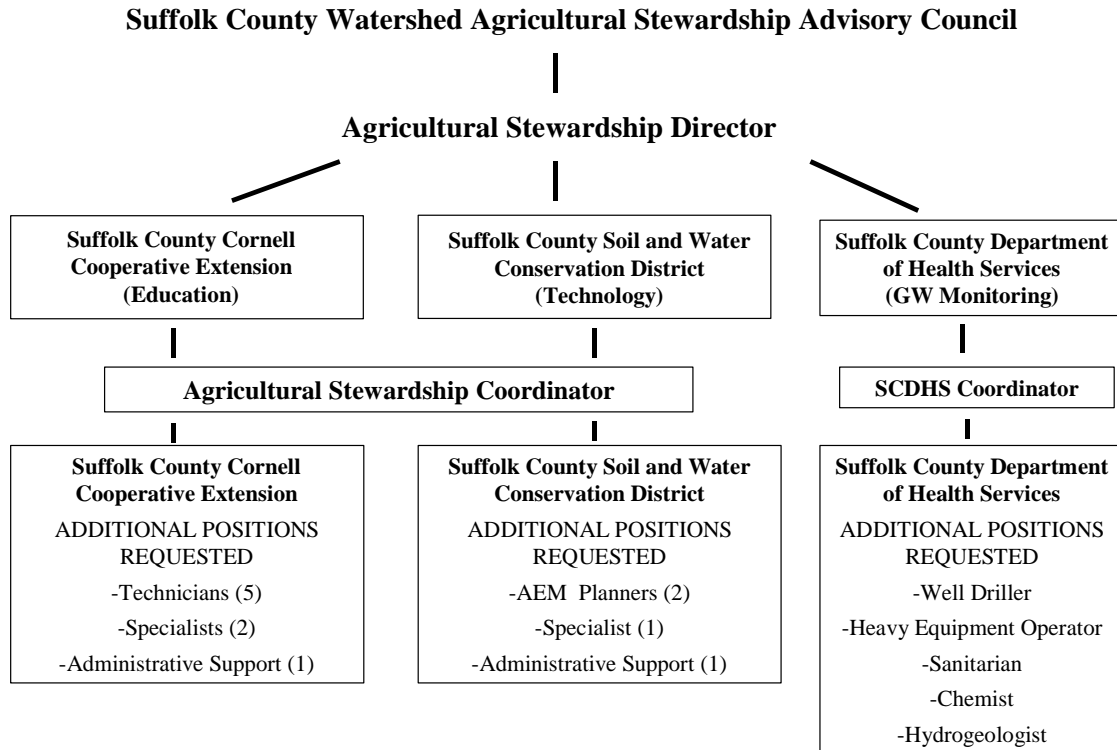 Suffolk County Watershed Agricultural Stewardship Advisory Council
Agricultural Stewardship Director
Suffolk County Cornell
Cooperative Extension
(Education)
Suffolk County Soil and Water
Conservation District
(Technology)
Suffolk County Department
of Health Services
(GW Monitoring)
Agricultural Stewardship Coordinator
SCDHS Coordinator
Suffolk County Cornell
Cooperative Extension
ADDITIONAL POSITIONS
REQUESTED
-Technicians (5)
-Specialists (2)
-Administrative Support (1)
Suffolk County Soil and Water
Conservation District
ADDITIONAL POSITIONS
REQUESTED
-AEM Planners (2)
-Specialist (1)
-Administrative Support (1)
Suffolk County Department
of Health Services
ADDITIONAL POSITIONS
REQUESTED
-Well Driller
-Heavy Equipment Operator
-Sanitarian
-Chemist
-Hydrogeologist